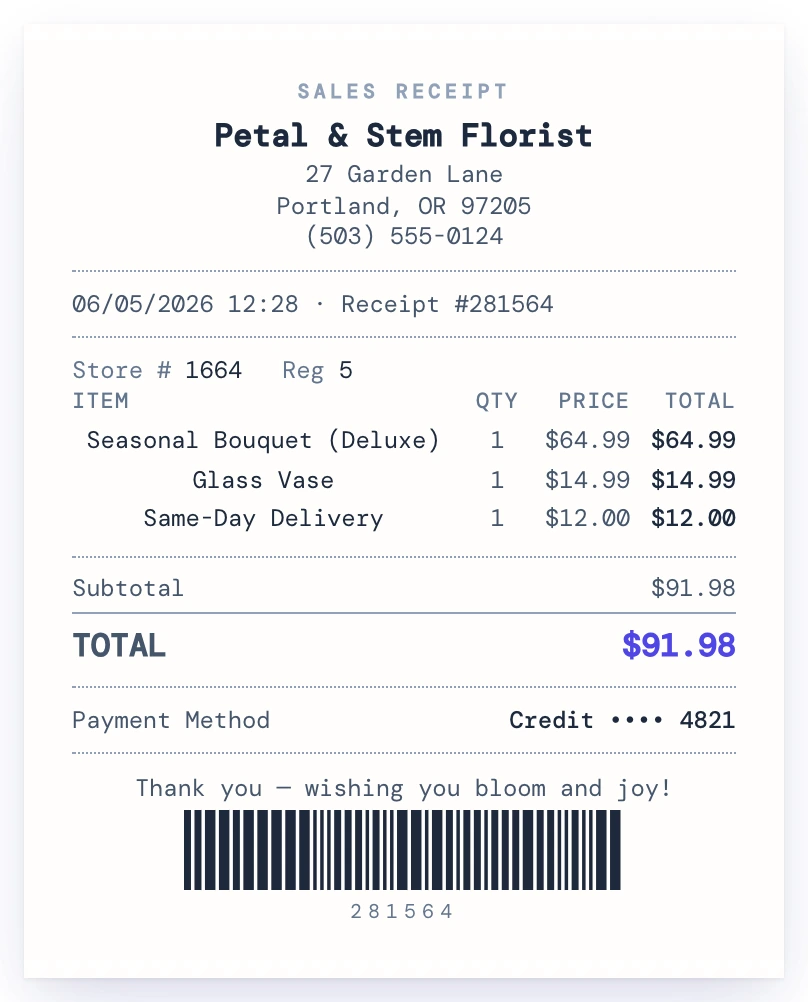 SALES RECEIPT
Petal & Stem Florist
27 Garden Lane
Portland, OR 97205
(503) 555-0124
06/05/2026 12:28 · Receipt #281564
Store # 1664 Reg 5
ITEM QTY PRICE TOTAL
Seasonal Bouquet (Deluxe) 1 $64.99 $64.99
Glass Vase 1 $14.99 $14.99
Same-Day Delivery 1 $12.00 $12.00
Subtotal $91.98
TOTAL $91.98
Payment Method Credit •••• 4821
Thank you — wishing you bloom and joy!
281564